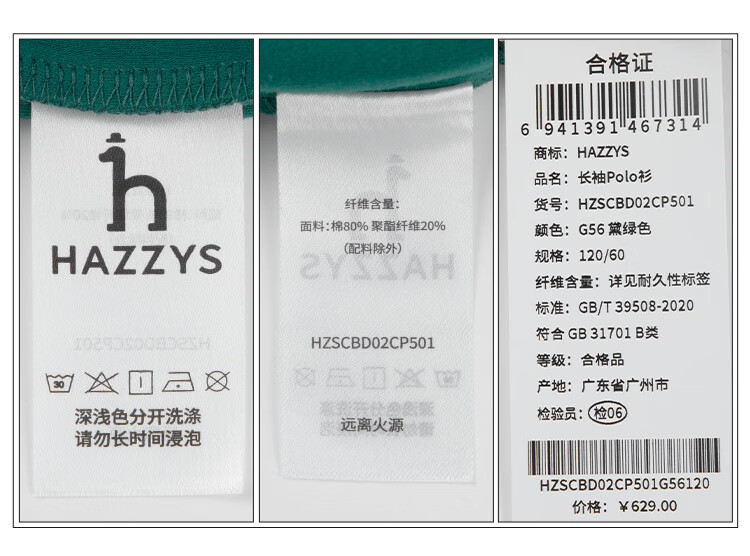 HAZZYS
30
深浅色分开洗涤
请勿长时间浸泡
纤维含量：
面料：棉80% 聚酯纤维20%
（配料除外）
HZSCBD02CP501
远离火源
合格证
6 941391 467314
商标：HAZZYS
品名：长袖Polo衫
货号：HZSCBD02CP501
颜色：G56 黛绿色
规格：120/60
纤维含量：详见耐久性标签
标准：GB/T 39508-2020
符合 GB 31701 B类
等级：合格品
产地：广东省广州市
检验员：检06
HZSCBD02CP501G56120
价格：￥629.00